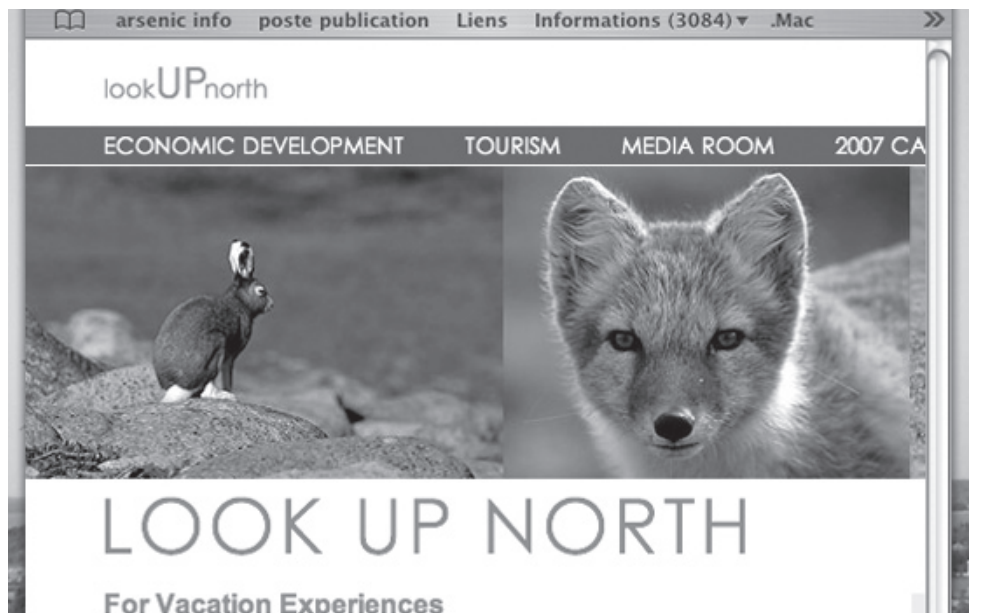 arsenic info poste publication Liens Informations (3084) ▾ .Mac »
lookUPnorth
ECONOMIC DEVELOPMENT TOURISM MEDIA ROOM 2007 CA
LOOK UP NORTH
For Vacation Experiences